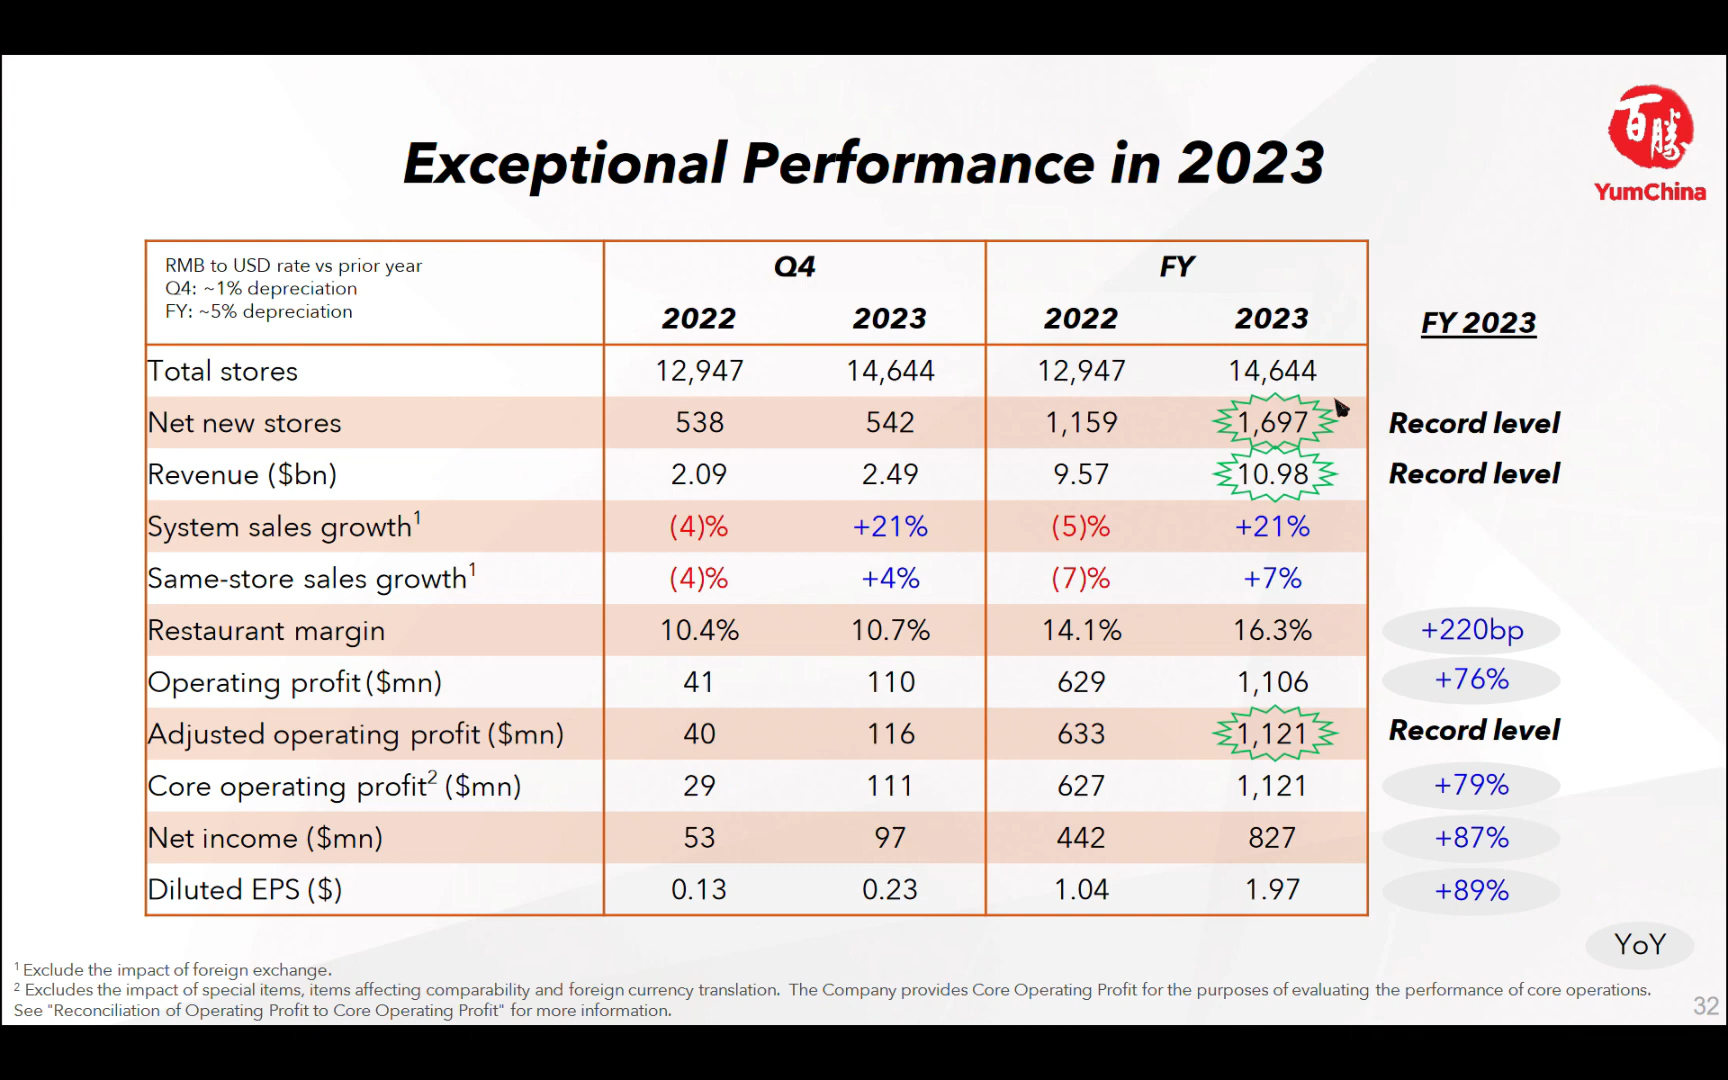 百勝
YumChina
Exceptional Performance in 2023
RMB to USD rate vs prior year
Q4: ~1% depreciation
FY: ~5% depreciation
Q4 FY
2022 2023 2022 2023 FY 2023
Total stores 12,947 14,644 12,947 14,644
Net new stores 538 542 1,159 1,697 Record level
Revenue ($bn) 2.09 2.49 9.57 10.98 Record level
System sales growth¹ (4)% +21% (5)% +21%
Same-store sales growth¹ (4)% +4% (7)% +7%
Restaurant margin 10.4% 10.7% 14.1% 16.3% +220bp
Operating profit ($mn) 41 110 629 1,106 +76%
Adjusted operating profit ($mn) 40 116 633 1,121 Record level
Core operating profit² ($mn) 29 111 627 1,121 +79%
Net income ($mn) 53 97 442 827 +87%
Diluted EPS ($) 0.13 0.23 1.04 1.97 +89%
YoY
¹ Exclude the impact of foreign exchange.
² Excludes the impact of special items, items affecting comparability and foreign currency translation. The Company provides Core Operating Profit for the purposes of evaluating the performance of core operations.
See "Reconciliation of Operating Profit to Core Operating Profit" for more information.
32